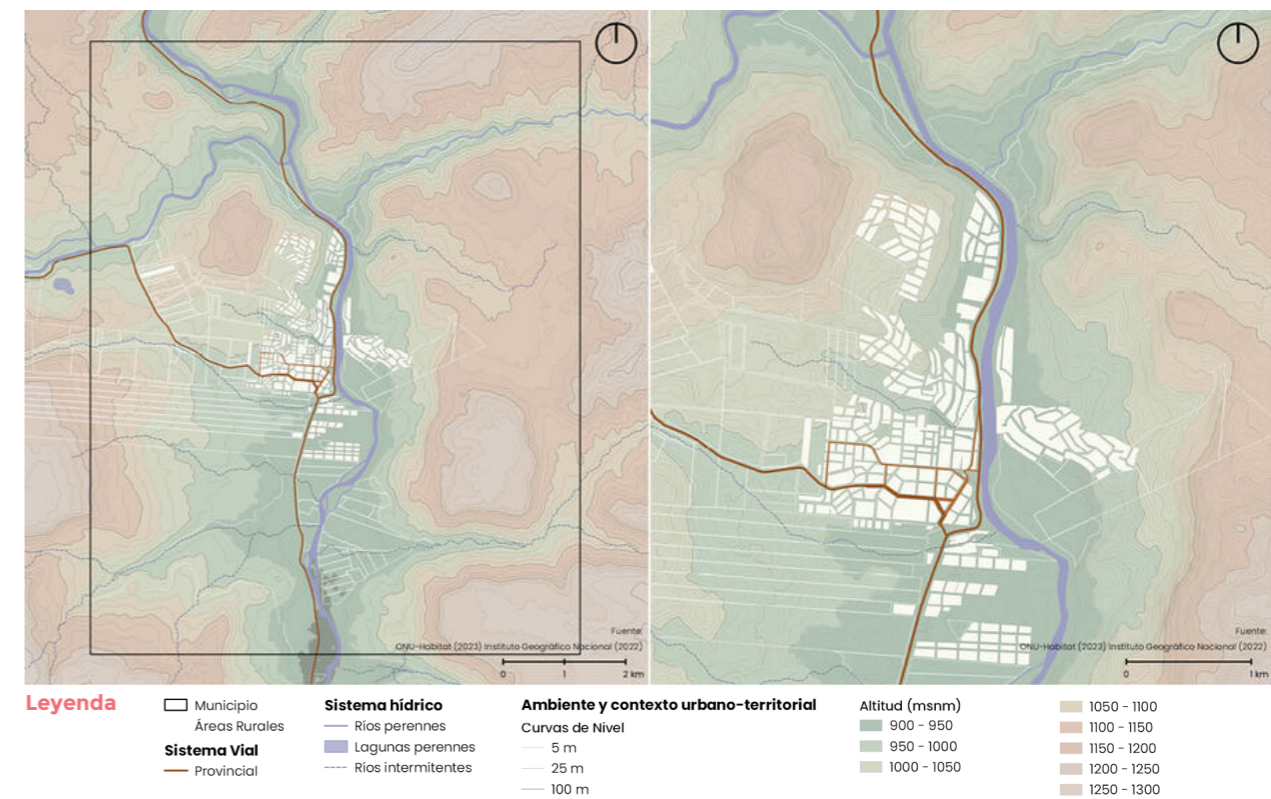 Fuente:
ONU-Habitat (2023) Instituto Geográfico Nacional (2022)
0 1 2 km
Fuente:
ONU-Habitat (2023) Instituto Geográfico Nacional (2022)
0 1 km
Leyenda
Municipio
Áreas Rurales
Sistema Vial
Provincial
Sistema hídrico
Ríos perennes
Lagunas perennes
Ríos intermitentes
Ambiente y contexto urbano-territorial
Curvas de Nivel
5 m
25 m
100 m
Altitud (msnm)
900 - 950
950 - 1000
1000 - 1050
1050 - 1100
1100 - 1150
1150 - 1200
1200 - 1250
1250 - 1300